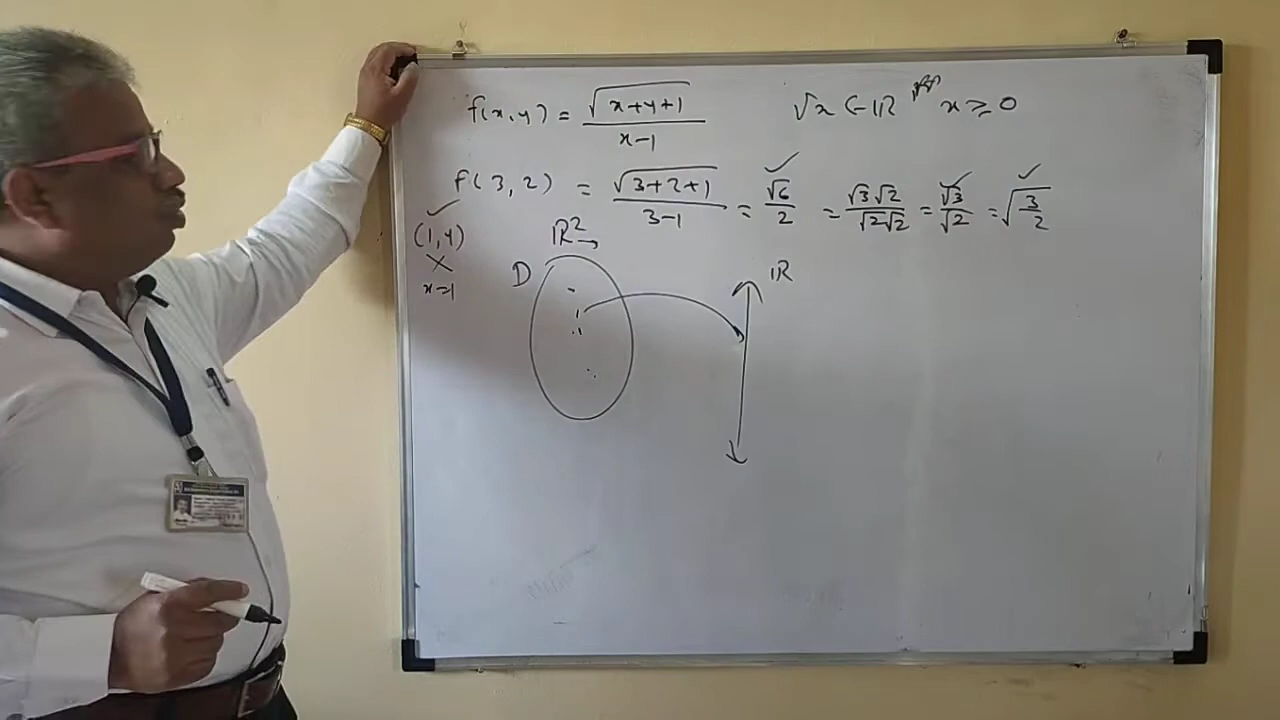 f(x,y) = √(x+y+1) / (x-1)
√x ∈ ℝ x ≥ 0
f(3,2) = √(3+2+1) / (3-1) = √6 / 2 = √3√2 / √2√2 = √3 / √2 = √(3/2)
(1,y)
x=1
ℝ²
D
ℝ